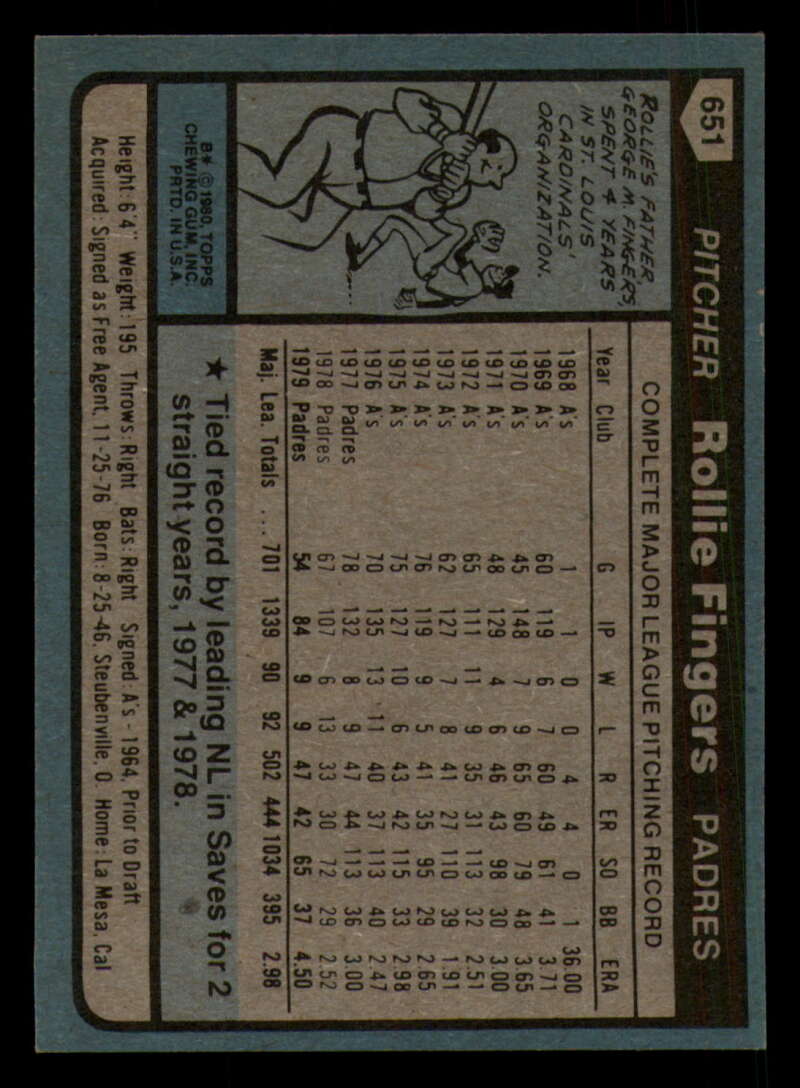 651 PITCHER Rollie Fingers PADRES
ROLLIE'S FATHER,
GEORGE M. FINGERS,
SPENT 4 YEARS
IN ST. LOUIS
CARDINALS'
ORGANIZATION.
B* © 1980, TOPPS
CHEWING GUM, INC.
PRTD. IN U.S.A.
COMPLETE MAJOR LEAGUE PITCHING RECORD
Year Club G IP W L R ER SO BB ERA
1968 A's 1 1 0 0 4 4 0 1 36.00
1969 A's 60 119 6 7 60 49 61 41 3.71
1970 A's 45 148 7 9 65 60 79 48 3.65
1971 A's 48 129 4 6 46 43 98 30 3.00
1972 A's 65 111 11 9 35 31 113 32 2.51
1973 A's 62 127 7 8 41 27 110 39 1.91
1974 A's 76 119 9 5 41 35 95 29 2.65
1975 A's 75 127 10 6 43 42 115 33 2.98
1976 A's 70 135 13 11 40 37 113 40 2.47
1977 Padres 78 132 8 9 47 44 113 36 3.00
1978 Padres 67 107 6 13 33 30 72 29 2.52
1979 Padres 54 84 9 9 47 42 65 37 4.50
Maj. Lea. Totals ... 701 1339 90 92 502 444 1034 395 2.98
★ Tied record by leading NL in Saves for 2
straight years, 1977 & 1978.
Height: 6'4" Weight: 195 Throws: Right Bats: Right Signed: A's - 1964, Prior to Draft
Acquired: Signed as Free Agent, 11-25-76 Born: 8-25-46, Steubenville, O. Home: La Mesa, Cal